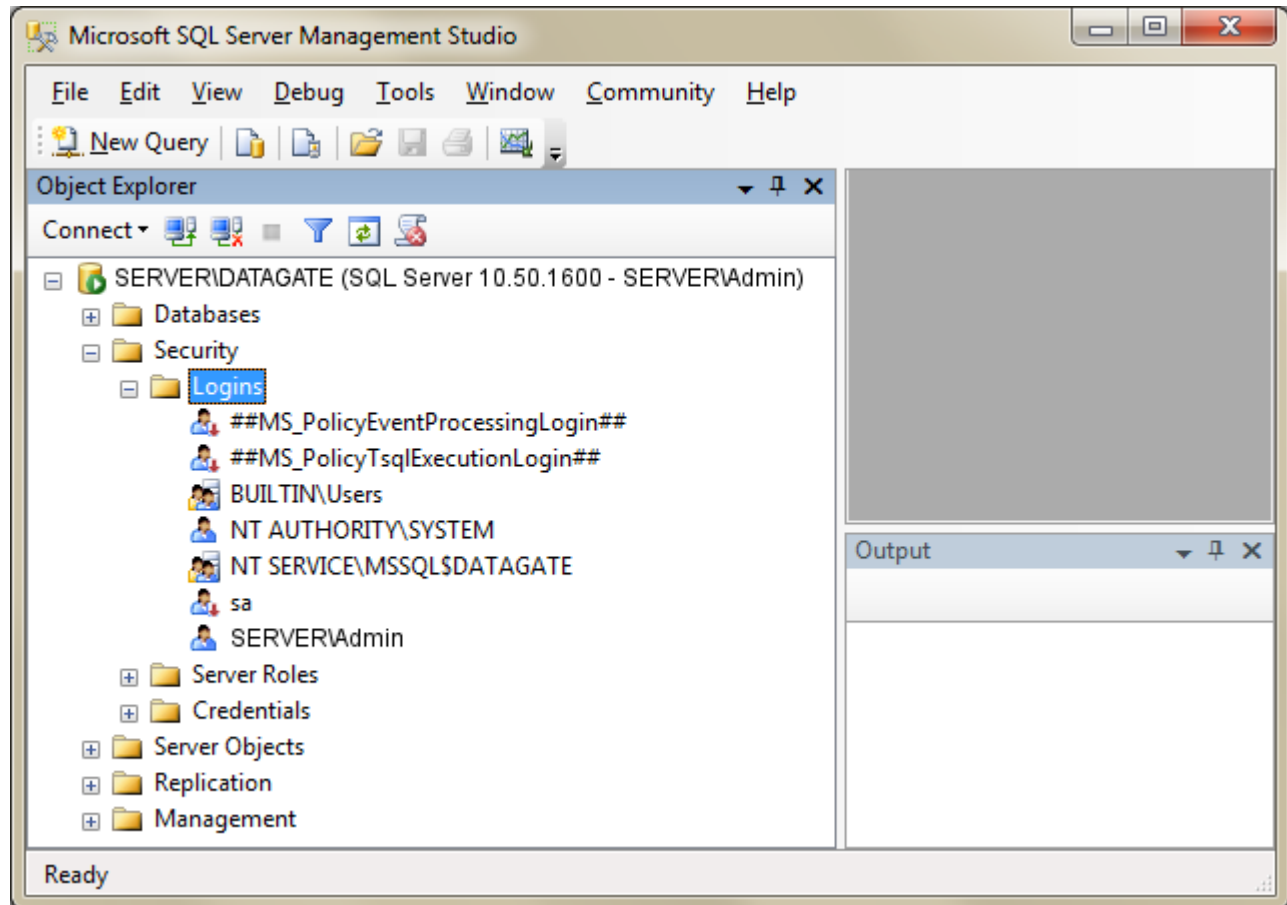 Microsoft SQL Server Management Studio
File Edit View Debug Tools Window Community Help
New Query
Object Explorer
Connect
SERVER\DATAGATE (SQL Server 10.50.1600 - SERVER\Admin)
Databases
Security
Logins
##MS_PolicyEventProcessingLogin##
##MS_PolicyTsqlExecutionLogin##
BUILTIN\Users
NT AUTHORITY\SYSTEM
NT SERVICE\MSSQL$DATAGATE
sa
SERVER\Admin
Server Roles
Credentials
Server Objects
Replication
Management
Output
Ready